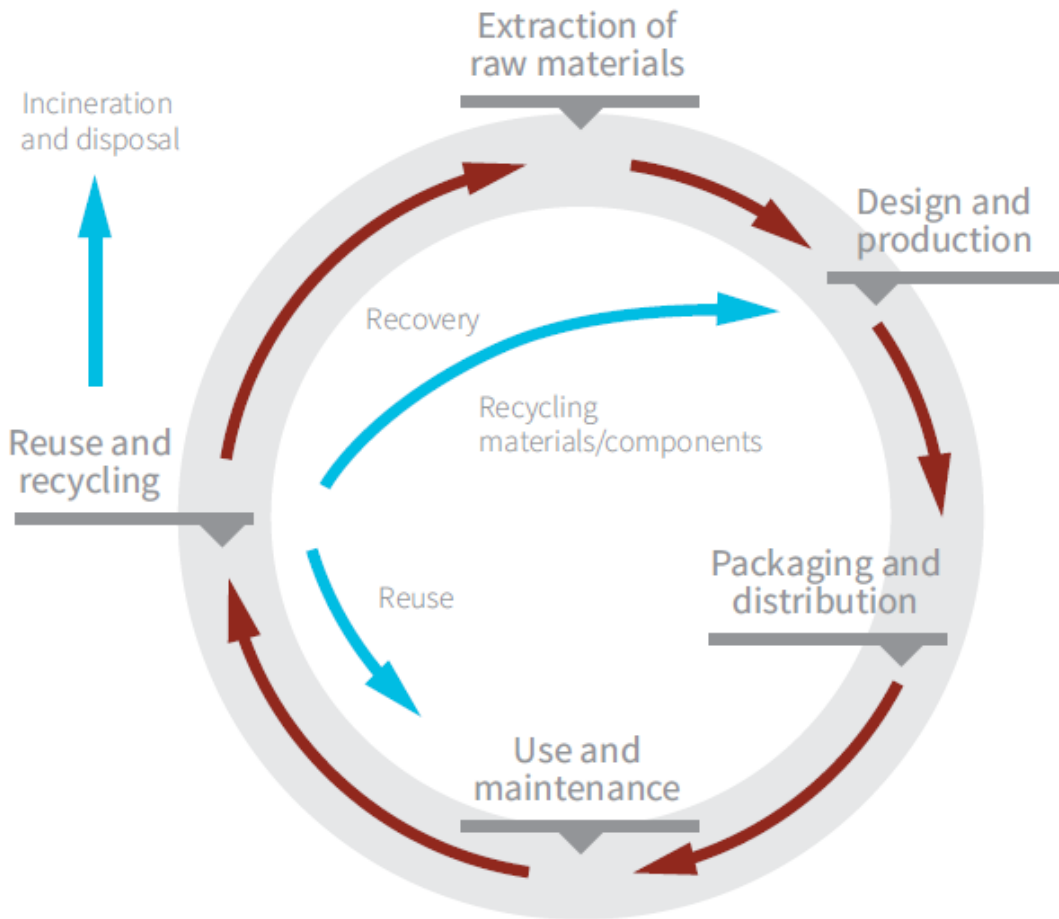 Extraction of
raw materials
Incineration
and disposal
Design and
production
Recovery
Recycling
materials/components
Reuse and
recycling
Packaging and
distribution
Reuse
Use and
maintenance